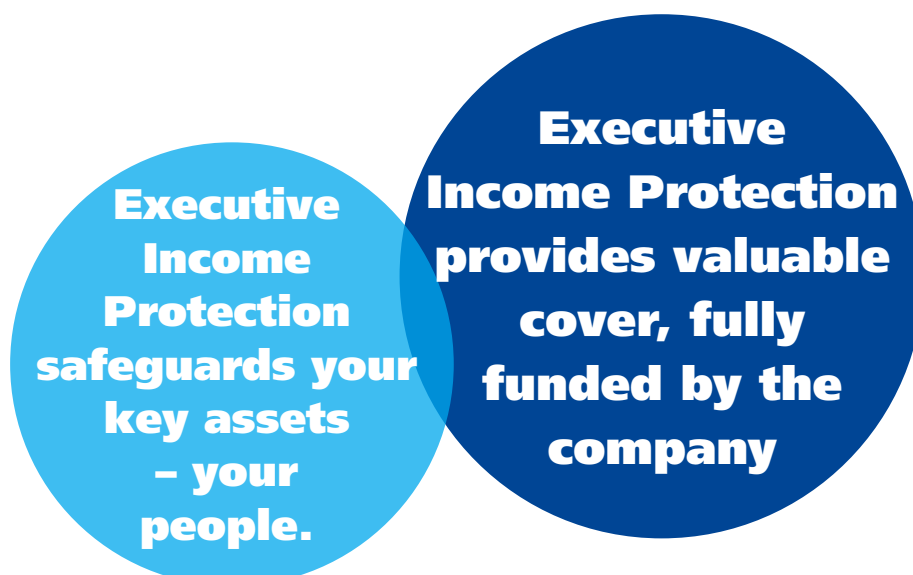 Executive
Income
Protection
safeguards your
key assets
– your
people.
Executive
Income Protection
provides valuable
cover, fully
funded by the
company